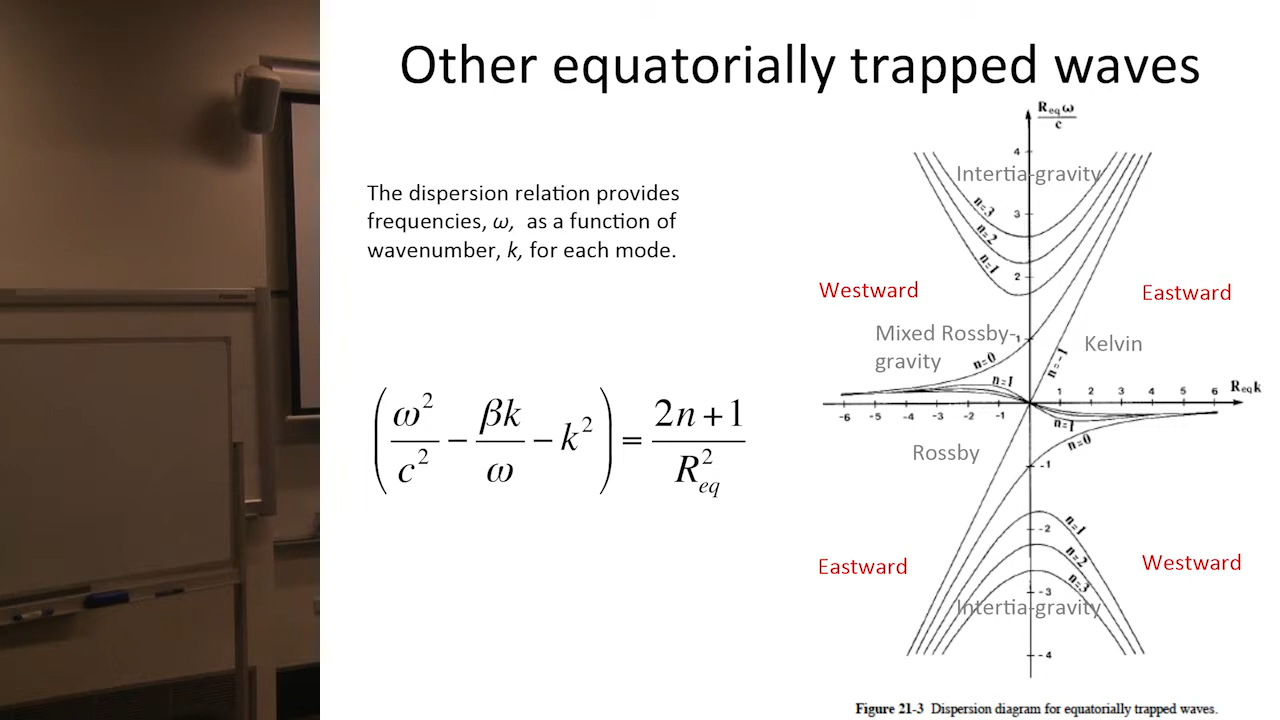 Other equatorially trapped waves
The dispersion relation provides
frequencies, ω, as a function of
wavenumber, k, for each mode.
(ω²/c² − βk/ω − k²) = (2n+1)/R²eq
Reqω
c
4
Intertia-gravity
n=3
3
n=2
n=1
2
Westward
Eastward
Mixed Rossby-
gravity
1
Kelvin
n=0
n=-1
n=1
1 2 3 4 5 6
Reqk
-6 -5 -4 -3 -2 -1
n=1
n=0
Rossby
-1
n=1
-2
n=2
Eastward
Westward
n=3
-3
Intertia-gravity
-4
Figure 21-3 Dispersion diagram for equatorially trapped waves.